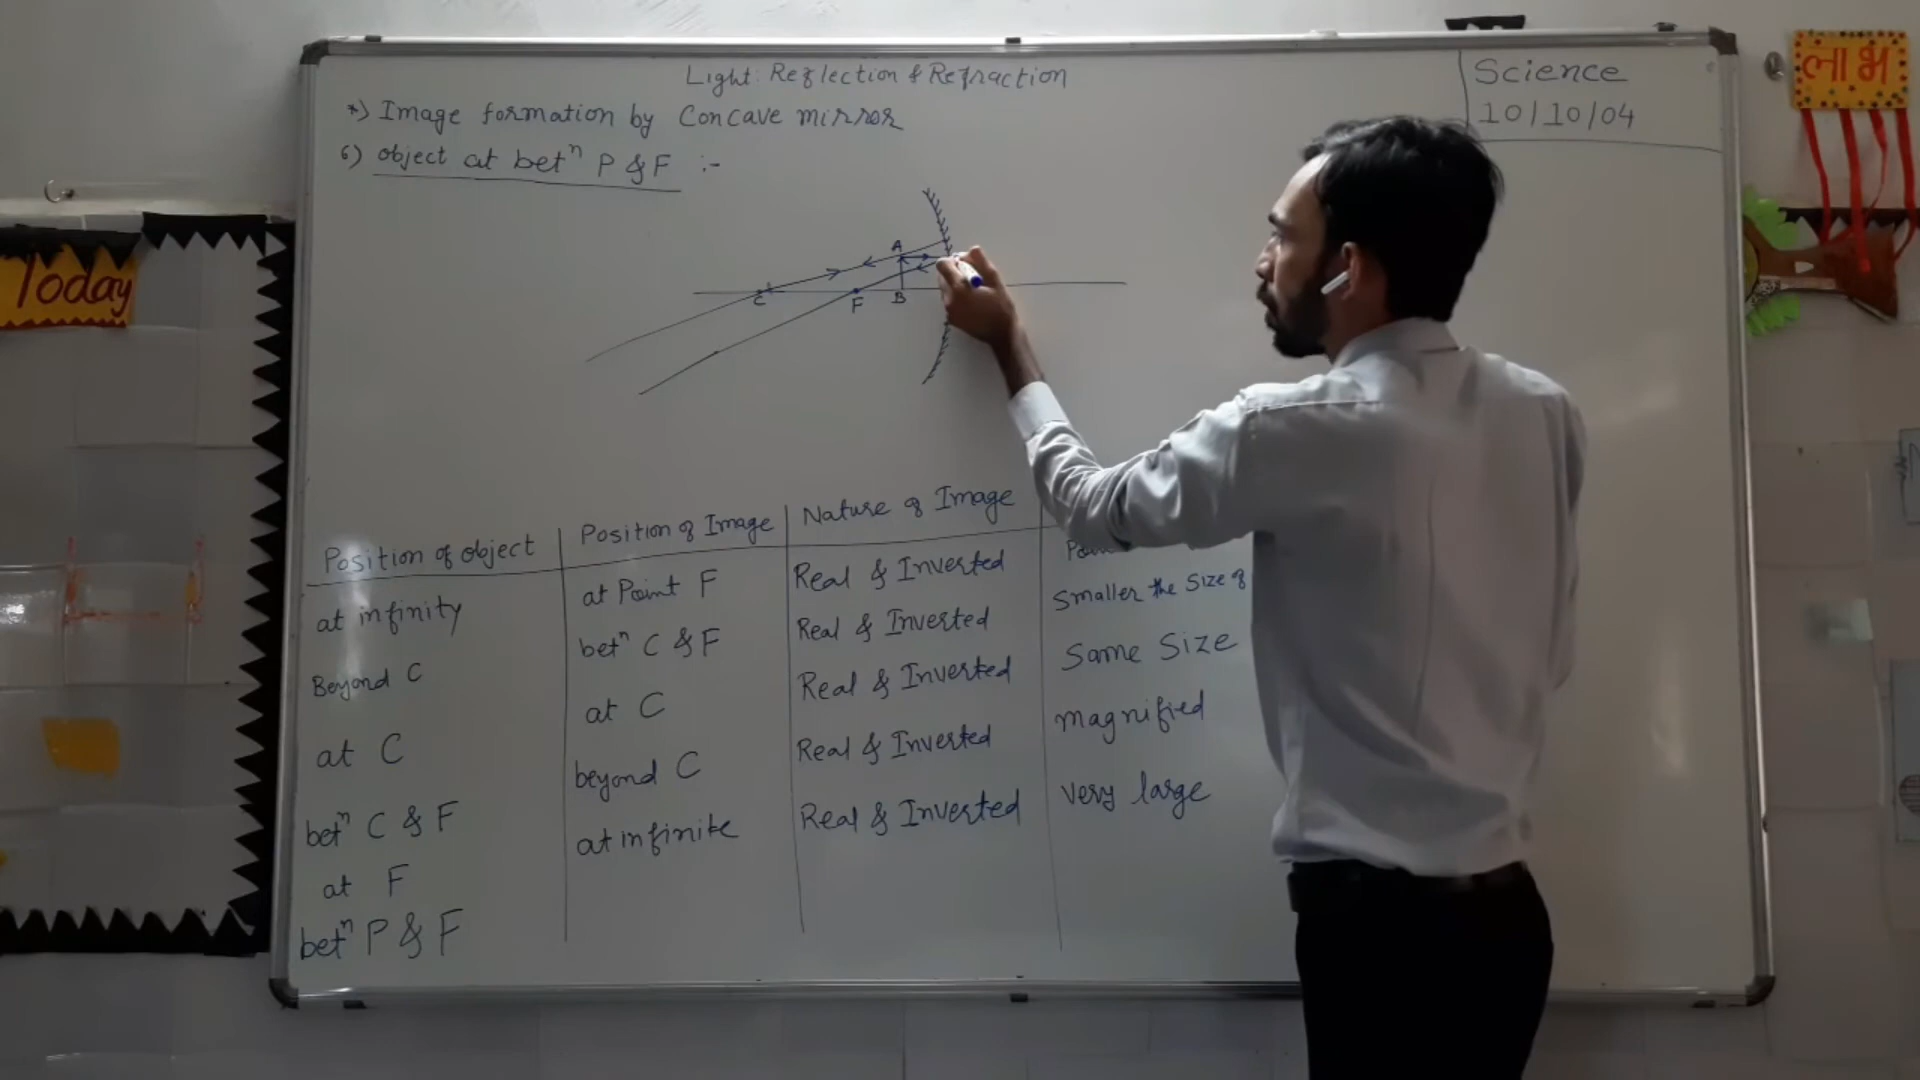 Light: Reflection & Refraction
Science
10/10/04
*) Image formation by Concave mirror
6) object at betⁿ P & F :-
A
C
F
B
Position of object
Position of Image
Nature of Image
at infinity
at Point F
Real & Inverted
Beyond C
betⁿ C & F
Real & Inverted
Smaller the Size of
at C
at C
Real & Inverted
Same Size
betⁿ C & F
beyond C
Real & Inverted
magnified
at F
at infinite
Real & Inverted
very large
betⁿ P & F
Today
લાભ